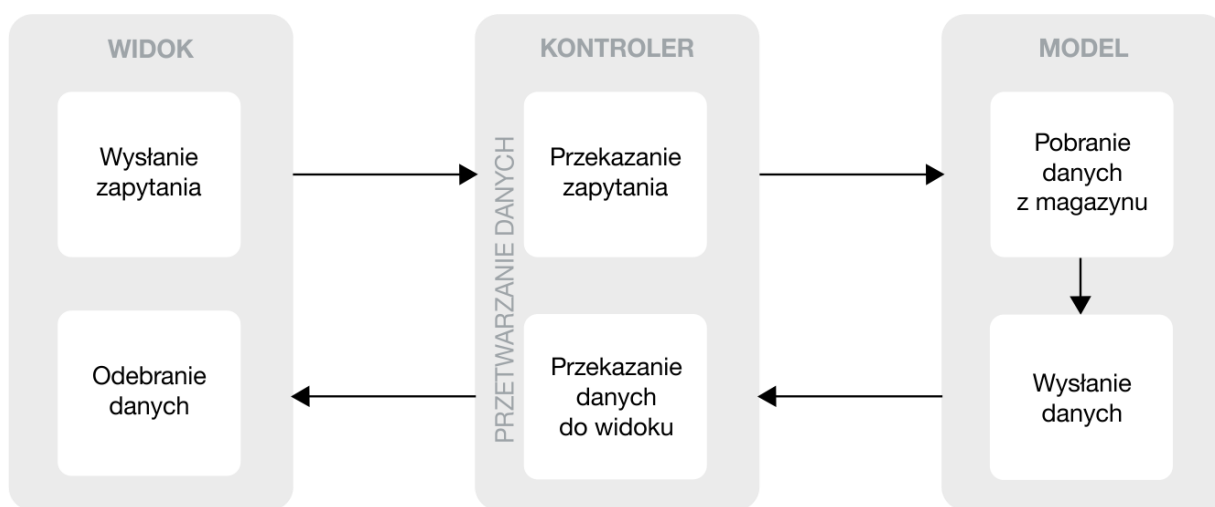 WIDOK
Wysłanie
zapytania
Odebranie
danych
KONTROLER
PRZETWARZANIE DANYCH
Przekazanie
zapytania
Przekazanie
danych
do widoku
MODEL
Pobranie
danych
z magazynu
Wysłanie
danych